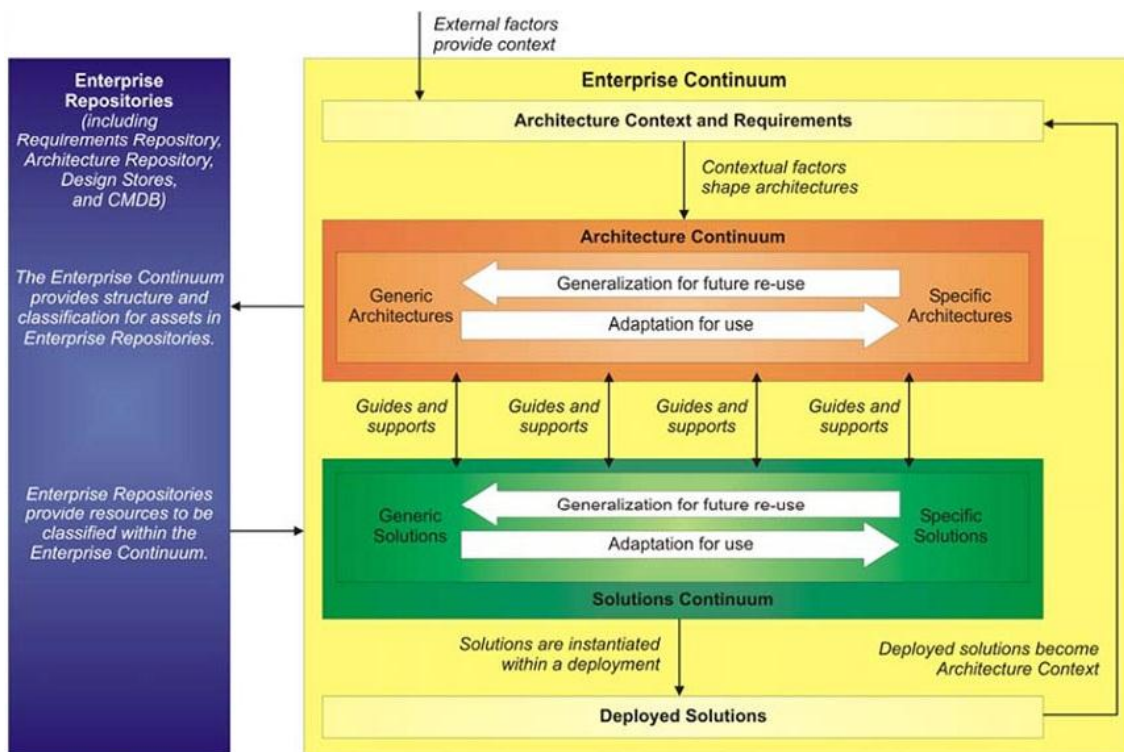 External factors
provide context
Enterprise
Repositories
(including
Requirements Repository,
Architecture Repository,
Design Stores,
and CMDB)
The Enterprise Continuum
provides structure and
classification for assets in
Enterprise Repositories.
Enterprise Repositories
provide resources to be
classified within the
Enterprise Continuum.
Enterprise Continuum
Architecture Context and Requirements
Contextual factors
shape architectures
Architecture Continuum
Generic
Architectures
Generalization for future re-use
Adaptation for use
Specific
Architectures
Guides and
supports
Guides and
supports
Guides and
supports
Guides and
supports
Generic
Solutions
Generalization for future re-use
Adaptation for use
Specific
Solutions
Solutions Continuum
Solutions are instantiated
within a deployment
Deployed solutions become
Architecture Context
Deployed Solutions